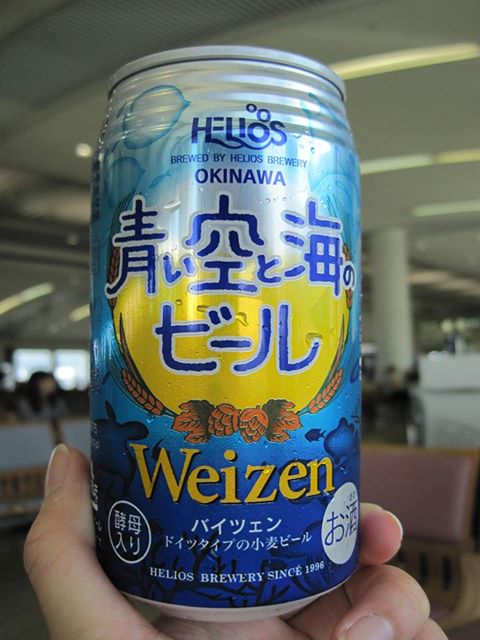 HELIOS
BREWED BY HELIOS BREWERY
OKINAWA
青い空と海の
ビール
Weizen
酵母
入り
バイツェン
ドイツタイプの小麦ビール
お酒
HELIOS BREWERY SINCE 1996